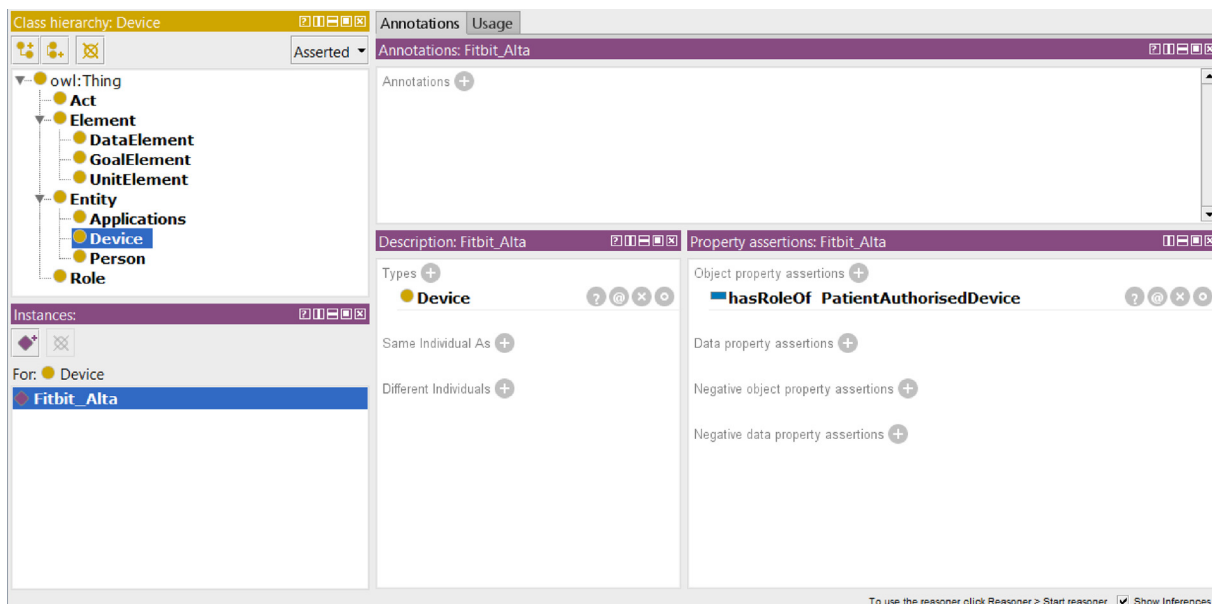 Class hierarchy: Device
Asserted
owl:Thing
Act
Element
DataElement
GoalElement
UnitElement
Entity
Applications
Device
Person
Role
Instances:
For: Device
Fitbit_Alta
Annotations Usage
Annotations: Fitbit_Alta
Annotations
Description: Fitbit_Alta
Types
Device
Same Individual As
Different Individuals
Property assertions: Fitbit_Alta
Object property assertions
hasRoleOf PatientAuthorisedDevice
Data property assertions
Negative object property assertions
Negative data property assertions
To use the reasoner click Reasoner > Start reasoner Show Inferences